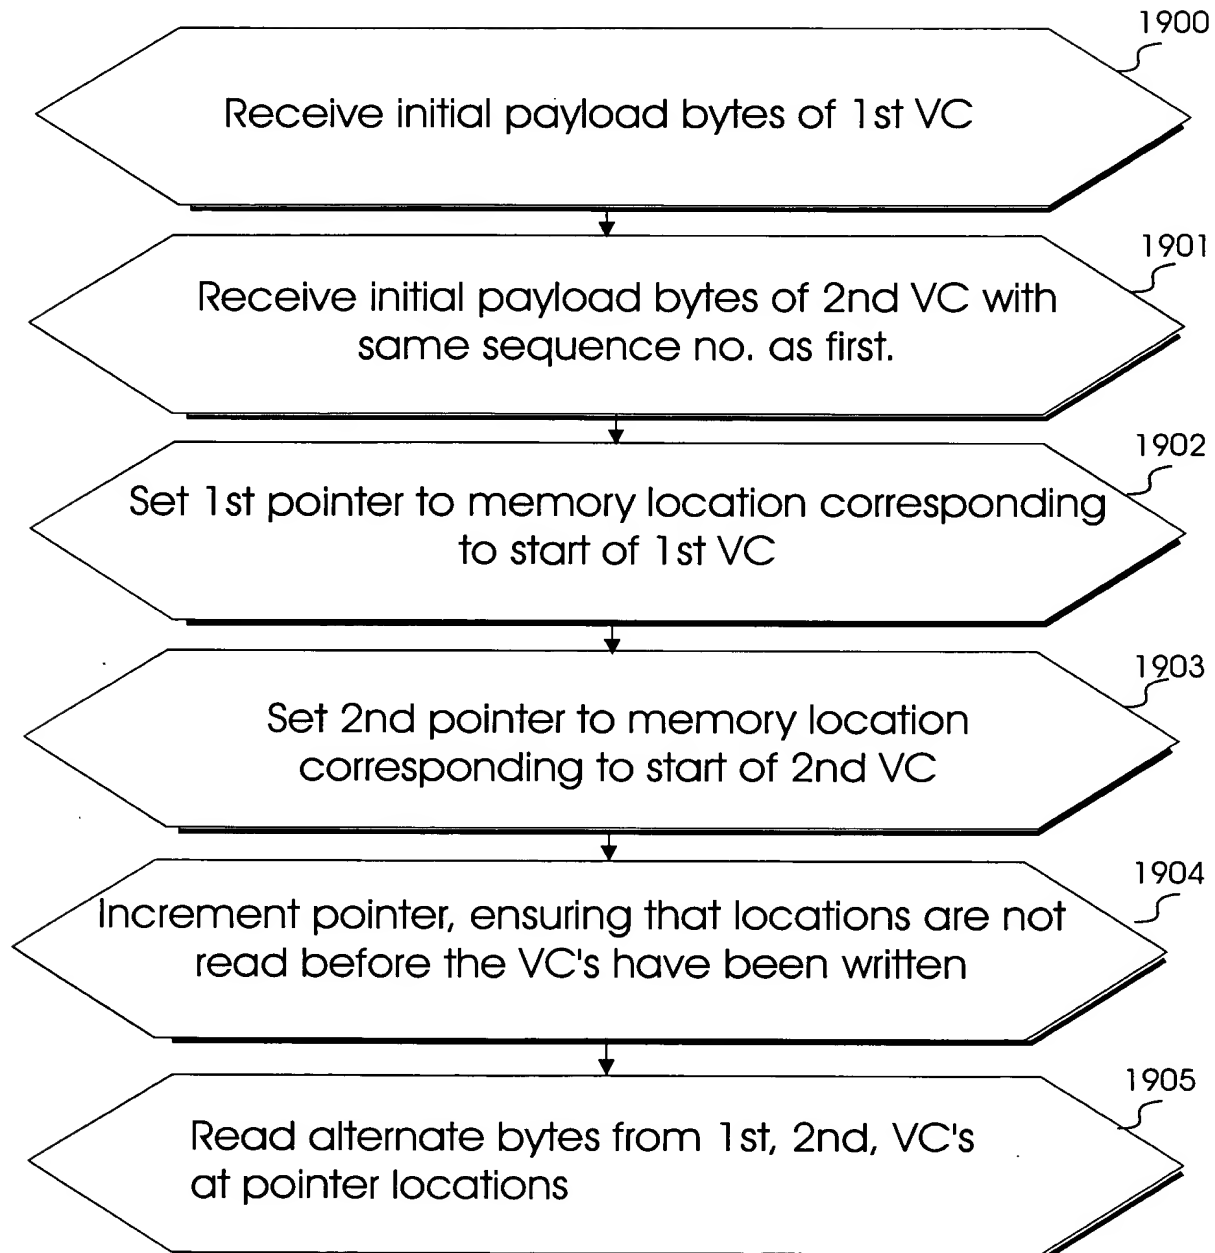 1900
Receive initial payload bytes of 1st VC
1901
Receive initial payload bytes of 2nd VC with
same sequence no. as first.
1902
Set 1st pointer to memory location corresponding
to start of 1st VC
1903
Set 2nd pointer to memory location
corresponding to start of 2nd VC
1904
Increment pointer, ensuring that locations are not
read before the VC's have been written
1905
Read alternate bytes from 1st, 2nd, VC's
at pointer locations